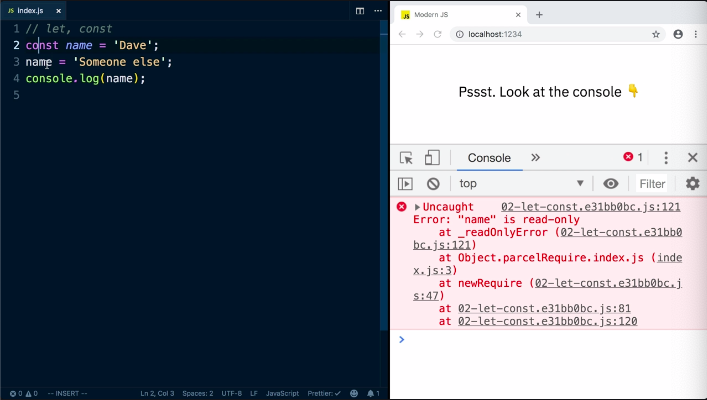 JS index.js ×
1 // let, const
2 const name = 'Dave';
3 name = 'Someone else';
4 console.log(name);
5
0 0 -- INSERT -- Ln 2, Col 3 Spaces: 2 UTF-8 LF JavaScript Prettier: ✓ 1
JS Modern JS × +
localhost:1234
Pssst. Look at the console 👇
Console » 1
top Filter
Uncaught 02-let-const.e31bb0bc.js:121
Error: "name" is read-only
at _readOnlyError (02-let-const.e31bb0
bc.js:121)
at Object.parcelRequire.index.js (inde
x.js:3)
at newRequire (02-let-const.e31bb0bc.j
s:47)
at 02-let-const.e31bb0bc.js:81
at 02-let-const.e31bb0bc.js:120